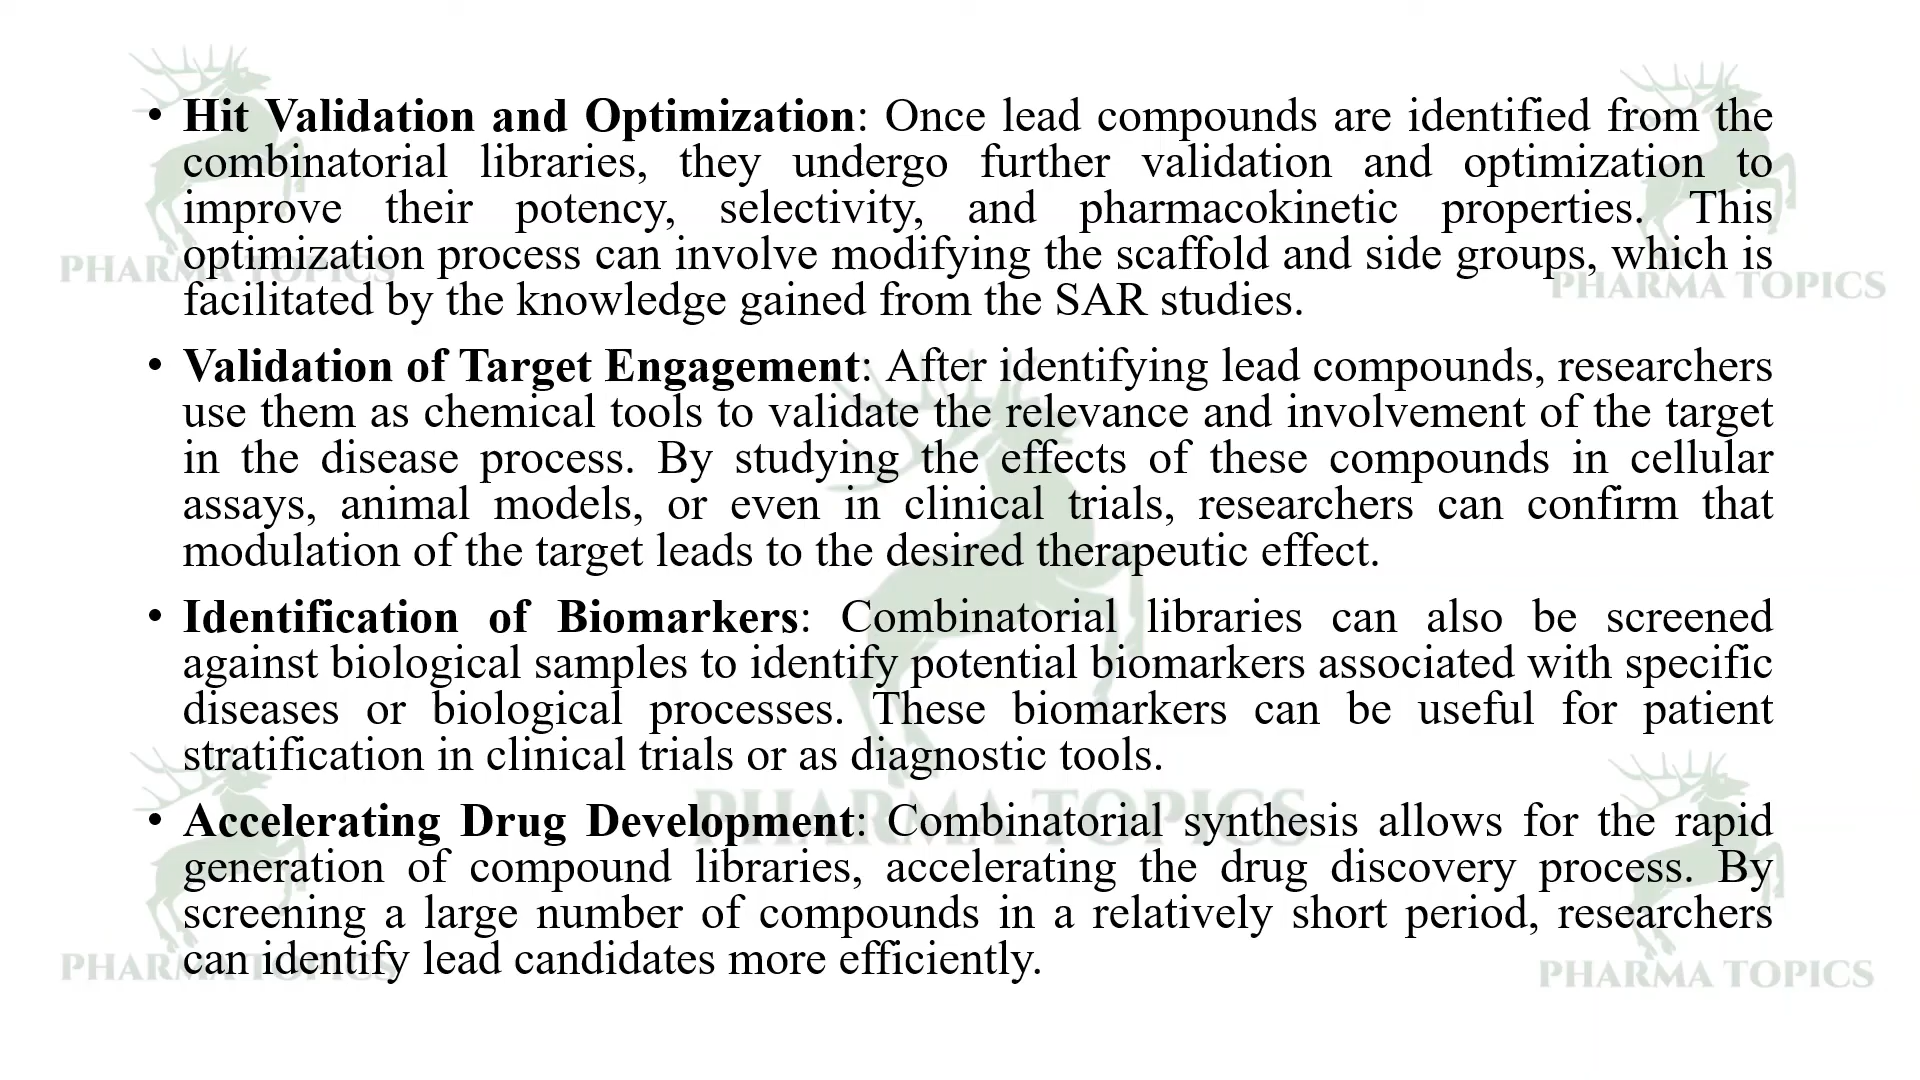 • Hit Validation and Optimization: Once lead compounds are identified from the
combinatorial libraries, they undergo further validation and optimization to
improve their potency, selectivity, and pharmacokinetic properties. This
optimization process can involve modifying the scaffold and side groups, which is
facilitated by the knowledge gained from the SAR studies.
• Validation of Target Engagement: After identifying lead compounds, researchers
use them as chemical tools to validate the relevance and involvement of the target
in the disease process. By studying the effects of these compounds in cellular
assays, animal models, or even in clinical trials, researchers can confirm that
modulation of the target leads to the desired therapeutic effect.
• Identification of Biomarkers: Combinatorial libraries can also be screened
against biological samples to identify potential biomarkers associated with specific
diseases or biological processes. These biomarkers can be useful for patient
stratification in clinical trials or as diagnostic tools.
• Accelerating Drug Development: Combinatorial synthesis allows for the rapid
generation of compound libraries, accelerating the drug discovery process. By
screening a large number of compounds in a relatively short period, researchers
can identify lead candidates more efficiently.
PHARMA TOPICS
PHARMA TOPICS
PHARMA TOPICS
PHARMA TOPICS
PHARMA TOPICS